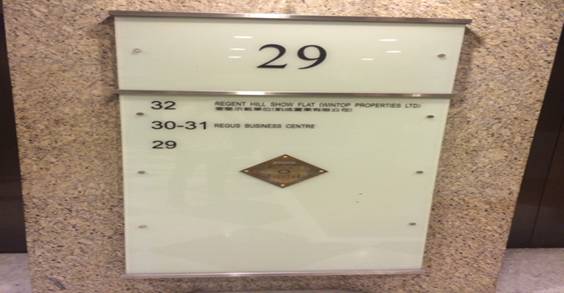 29
32 REGENT HILL SHOW FLAT (WINTOP PROPERTIES LTD)
30-31 REGUS BUSINESS CENTRE
29